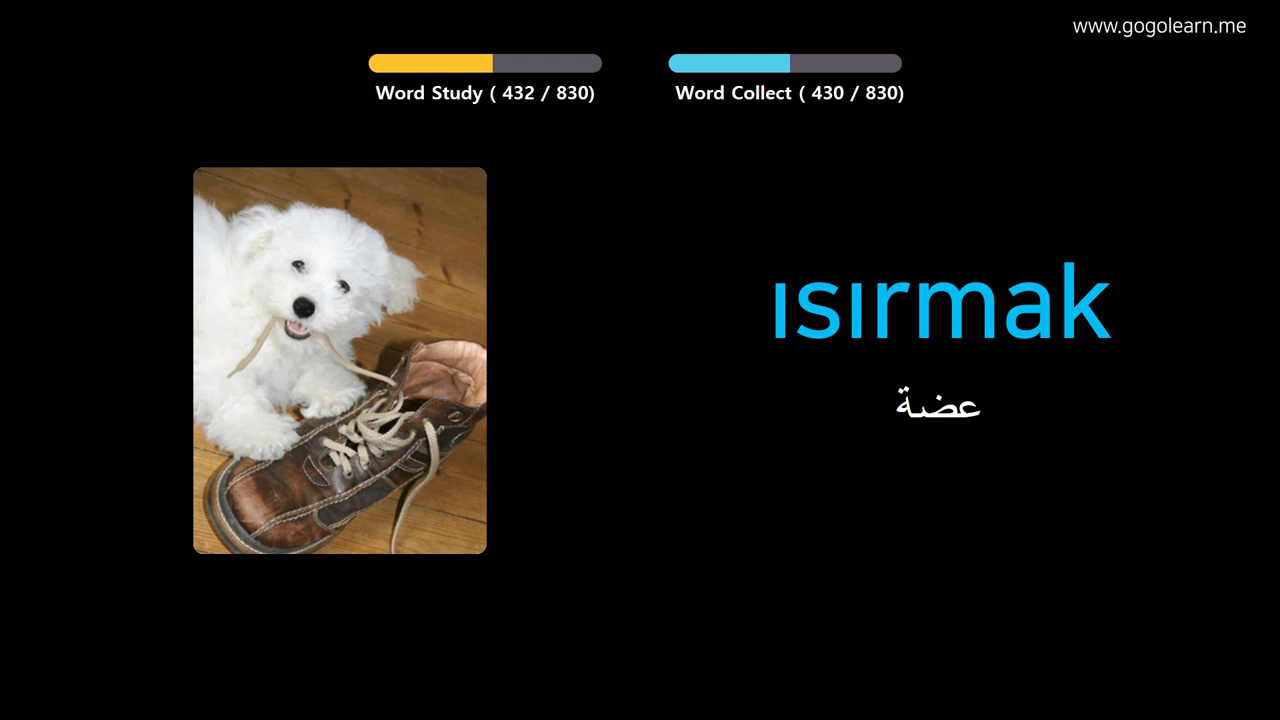 www.gogolearn.me
Word Study ( 432 / 830)
Word Collect ( 430 / 830)
ısırmak
عضة